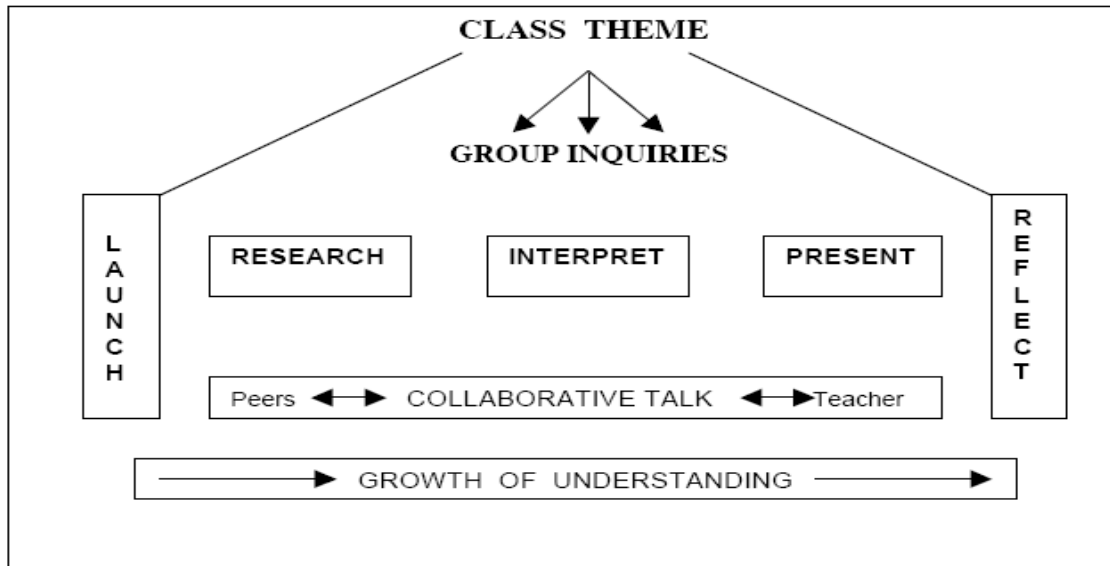 CLASS THEME
GROUP INQUIRIES
LAUNCH
RESEARCH
INTERPRET
PRESENT
REFLECT
Peers COLLABORATIVE TALK Teacher
GROWTH OF UNDERSTANDING